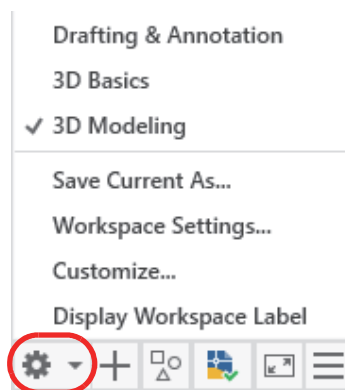 Drafting & Annotation
3D Basics
3D Modeling
Save Current As...
Workspace Settings...
Customize...
Display Workspace Label